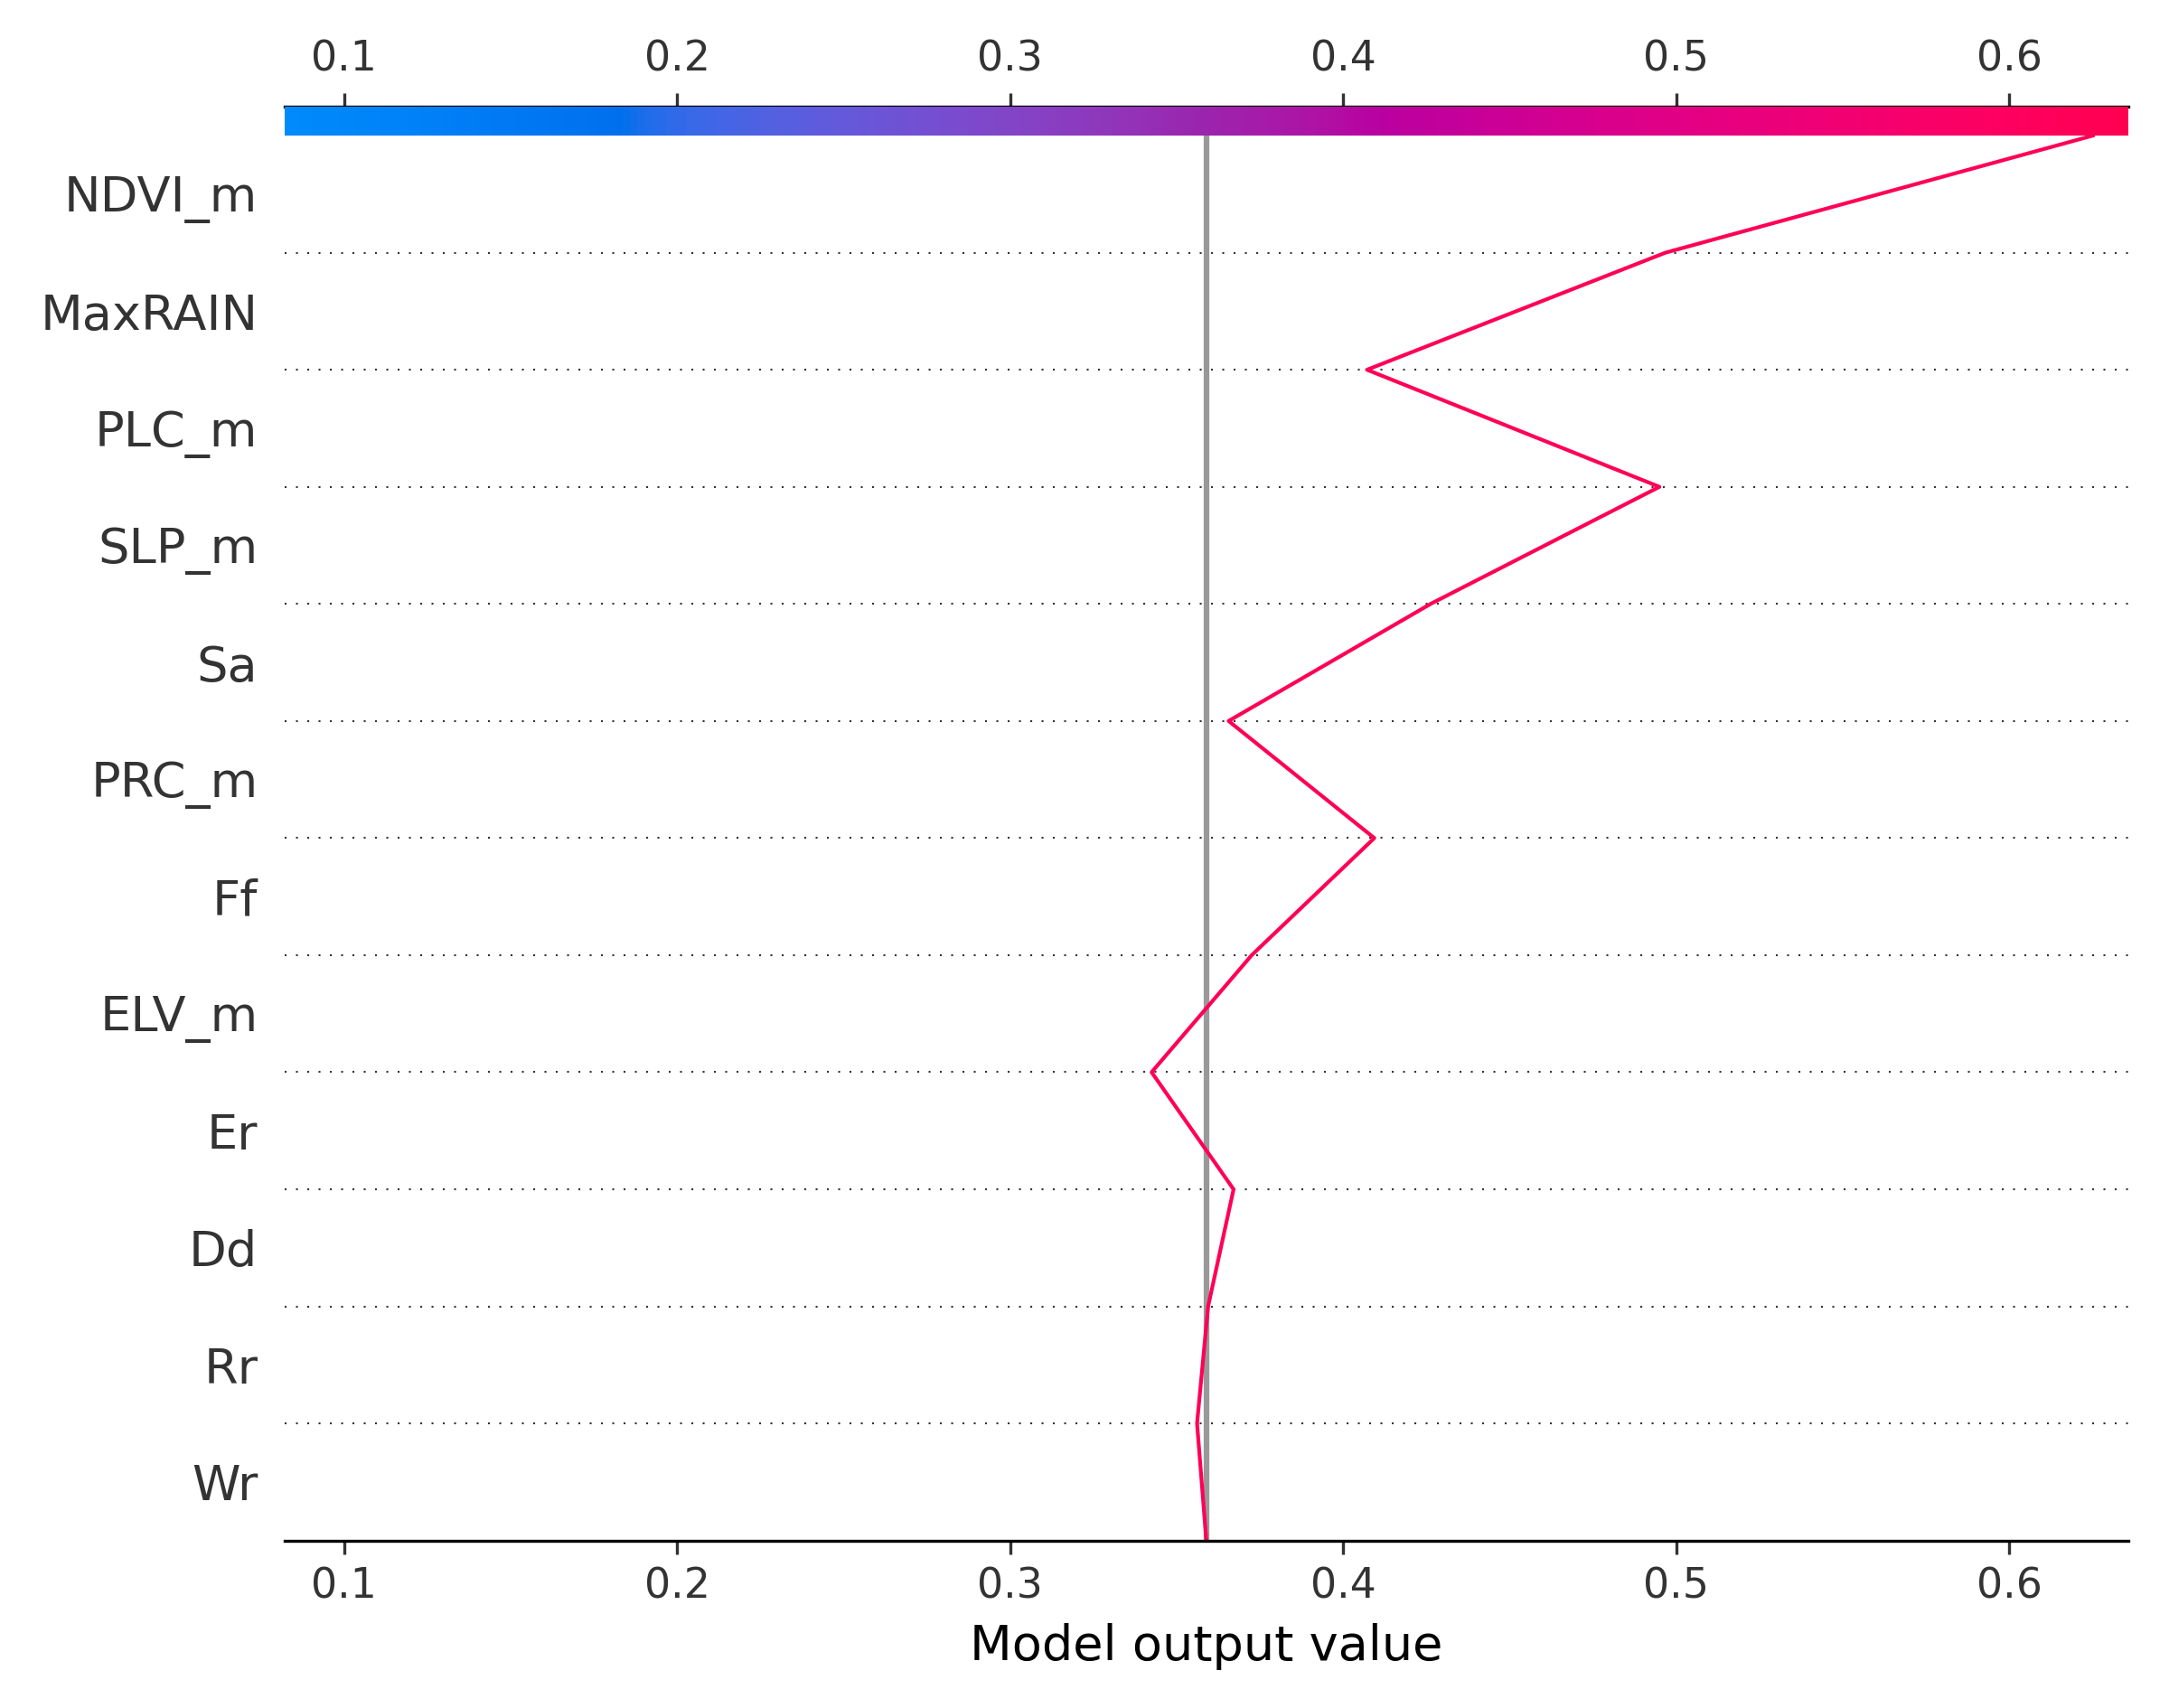 0.1 0.2 0.3 0.4 0.5 0.6
NDVI_m
MaxRAIN
PLC_m
SLP_m
Sa
PRC_m
Ff
ELV_m
Er
Dd
Rr
Wr
0.1 0.2 0.3 0.4 0.5 0.6
Model output value